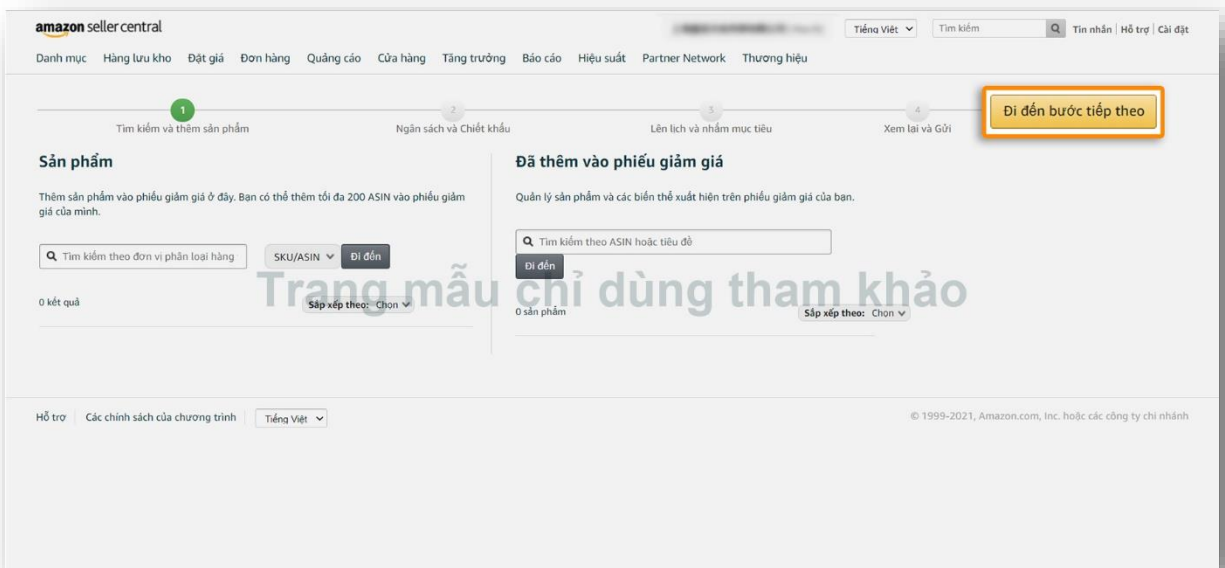 amazon seller central
Tiếng Việt
Tìm kiếm
Tin nhắn | Hỗ trợ | Cài đặt
Danh mục Hàng lưu kho Đặt giá Đơn hàng Quảng cáo Cửa hàng Tăng trưởng Báo cáo Hiệu suất Partner Network Thương hiệu
1
2
3
4
Đi đến bước tiếp theo
Tìm kiếm và thêm sản phẩm
Ngân sách và Chiết khấu
Lên lịch và nhắm mục tiêu
Xem lại và Gửi
Sản phẩm
Thêm sản phẩm vào phiếu giảm giá ở đây. Bạn có thể thêm tối đa 200 ASIN vào phiếu giảm
giá của mình.
Tìm kiếm theo đơn vị phân loại hàng
SKU/ASIN
Đi đến
0 kết quả
Sắp xếp theo: Chọn
Đã thêm vào phiếu giảm giá
Quản lý sản phẩm và các biến thể xuất hiện trên phiếu giảm giá của bạn.
Tìm kiếm theo ASIN hoặc tiêu đề
Đi đến
0 sản phẩm
Sắp xếp theo: Chọn
Trang mẫu chỉ dùng tham khảo
Hỗ trợ Các chính sách của chương trình Tiếng Việt
© 1999-2021, Amazon.com, Inc. hoặc các công ty chi nhánh